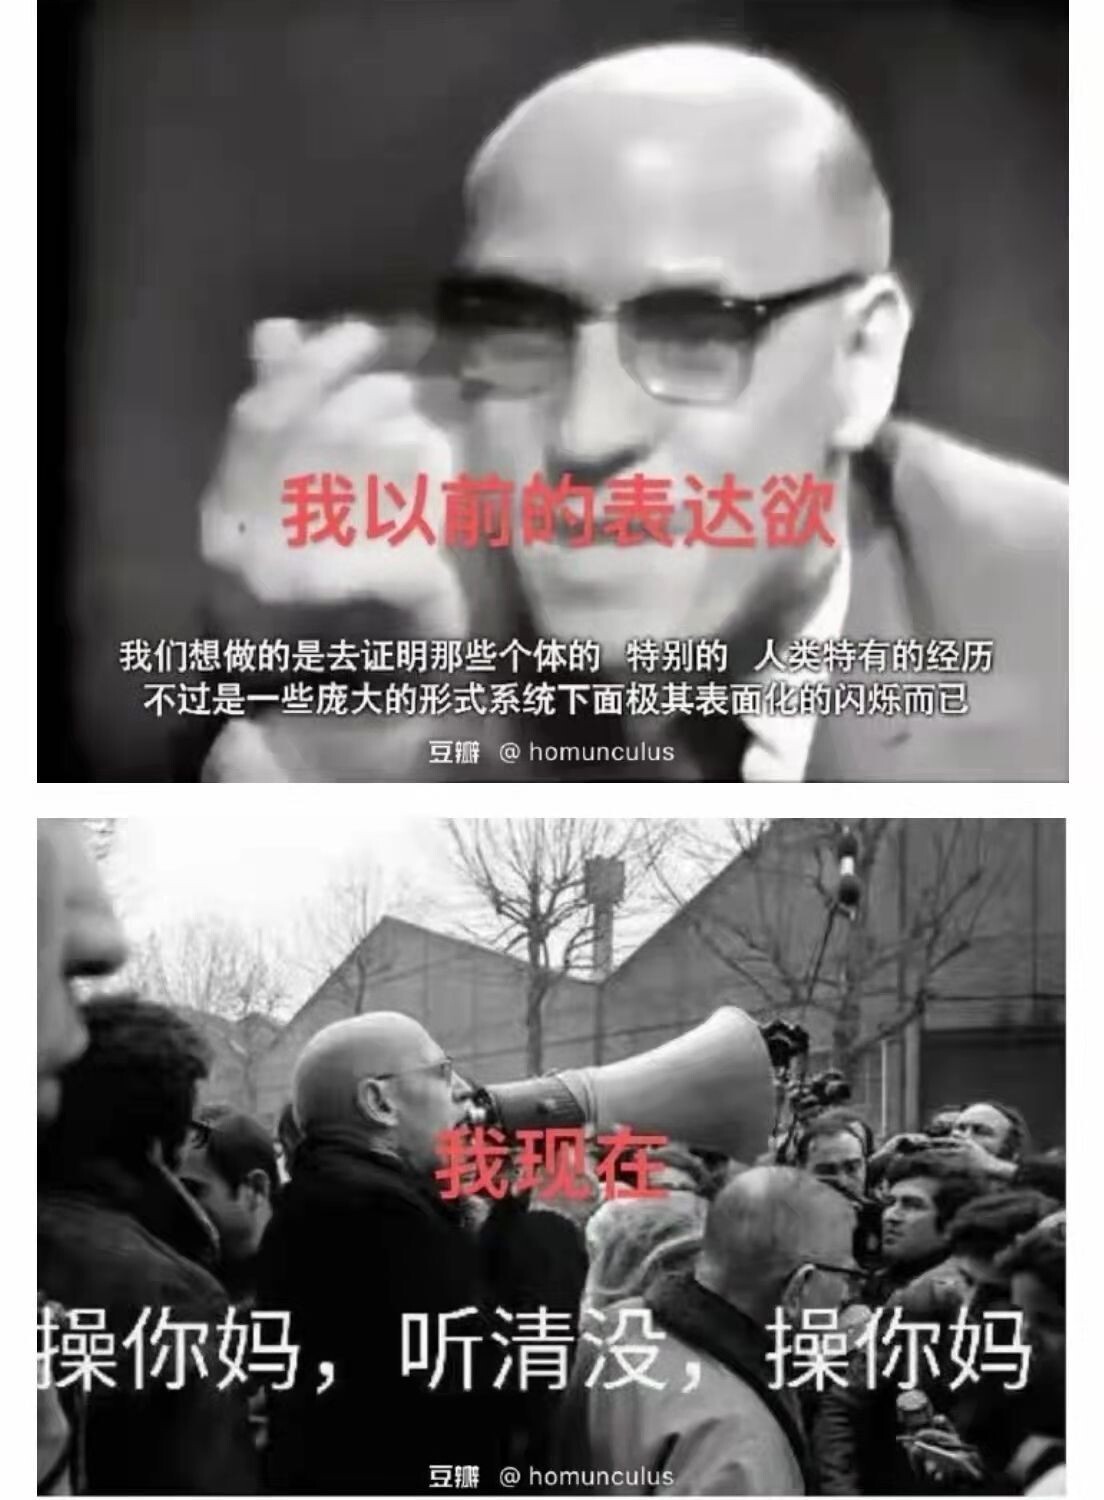 我以前的表达欲
我们想做的是去证明那些个体的 特别的 人类特有的经历
不过是一些庞大的形式系统下面极其表面化的闪烁而已
豆瓣 @homunculus
我现在
操你妈，听清没，操你妈
豆瓣 @homunculus